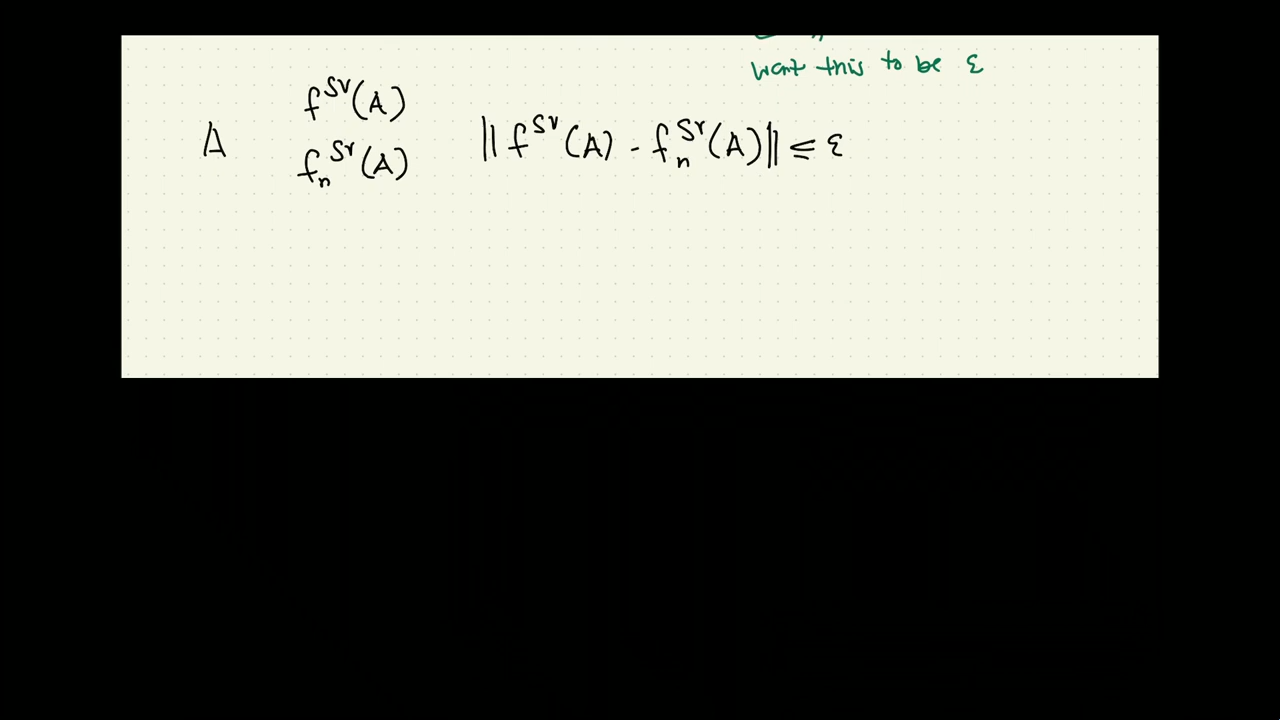 want this to be ε
f^{SV}(A)
A
‖ f^{SV}(A) - f_n^{SV}(A) ‖ ≤ ε
f_n^{SV}(A)